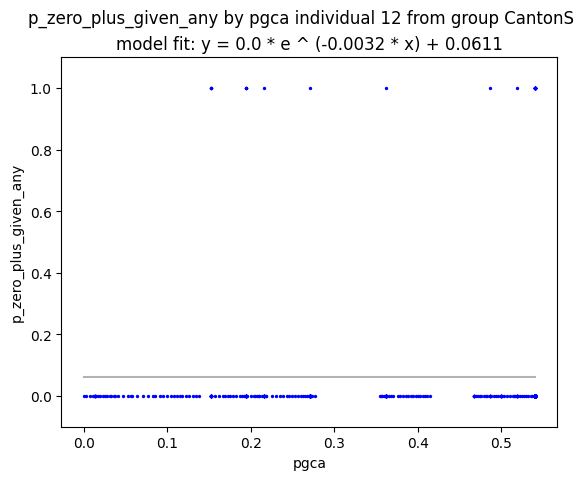 p_zero_plus_given_any by pgca individual 12 from group CantonS
model fit: y = 0.0 * e ^ (-0.0032 * x) + 0.0611
1.0
0.8
0.6
0.4
0.2
0.0
p_zero_plus_given_any
0.0 0.1 0.2 0.3 0.4 0.5
pgca